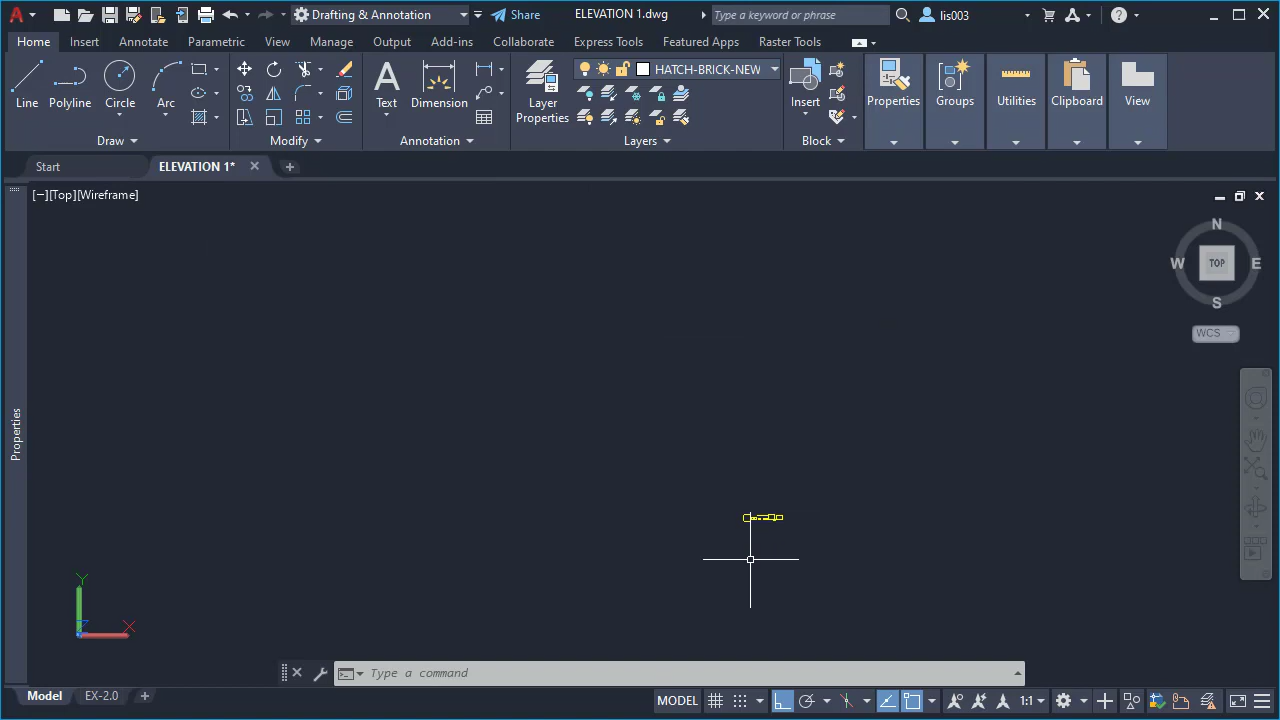 Drafting & Annotation
Share
ELEVATION 1.dwg
Type a keyword or phrase
lis003
Home Insert Annotate Parametric View Manage Output Add-ins Collaborate Express Tools Featured Apps Raster Tools
HATCH-BRICK-NEW
Line Polyline Circle Arc
Text Dimension
Layer
Properties
Insert
Properties Groups Utilities Clipboard View
Draw Modify Annotation Layers Block
Start ELEVATION 1*
[−][Top][Wireframe]
N
W TOP E
S
WCS
Properties
Y
Z
X
Type a command
Model EX-2.0
MODEL 1:1